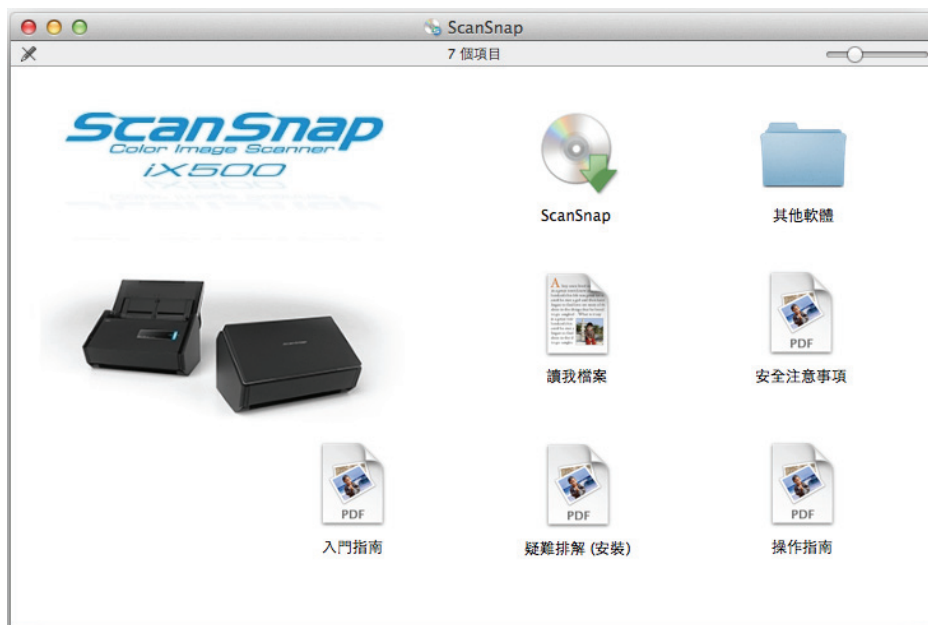 ScanSnap
7 個項目
ScanSnap
Color Image Scanner
iX500
ScanSnap
其他軟體
讀我檔案
PDF
安全注意事項
PDF
入門指南
PDF
疑難排解 (安裝)
PDF
操作指南